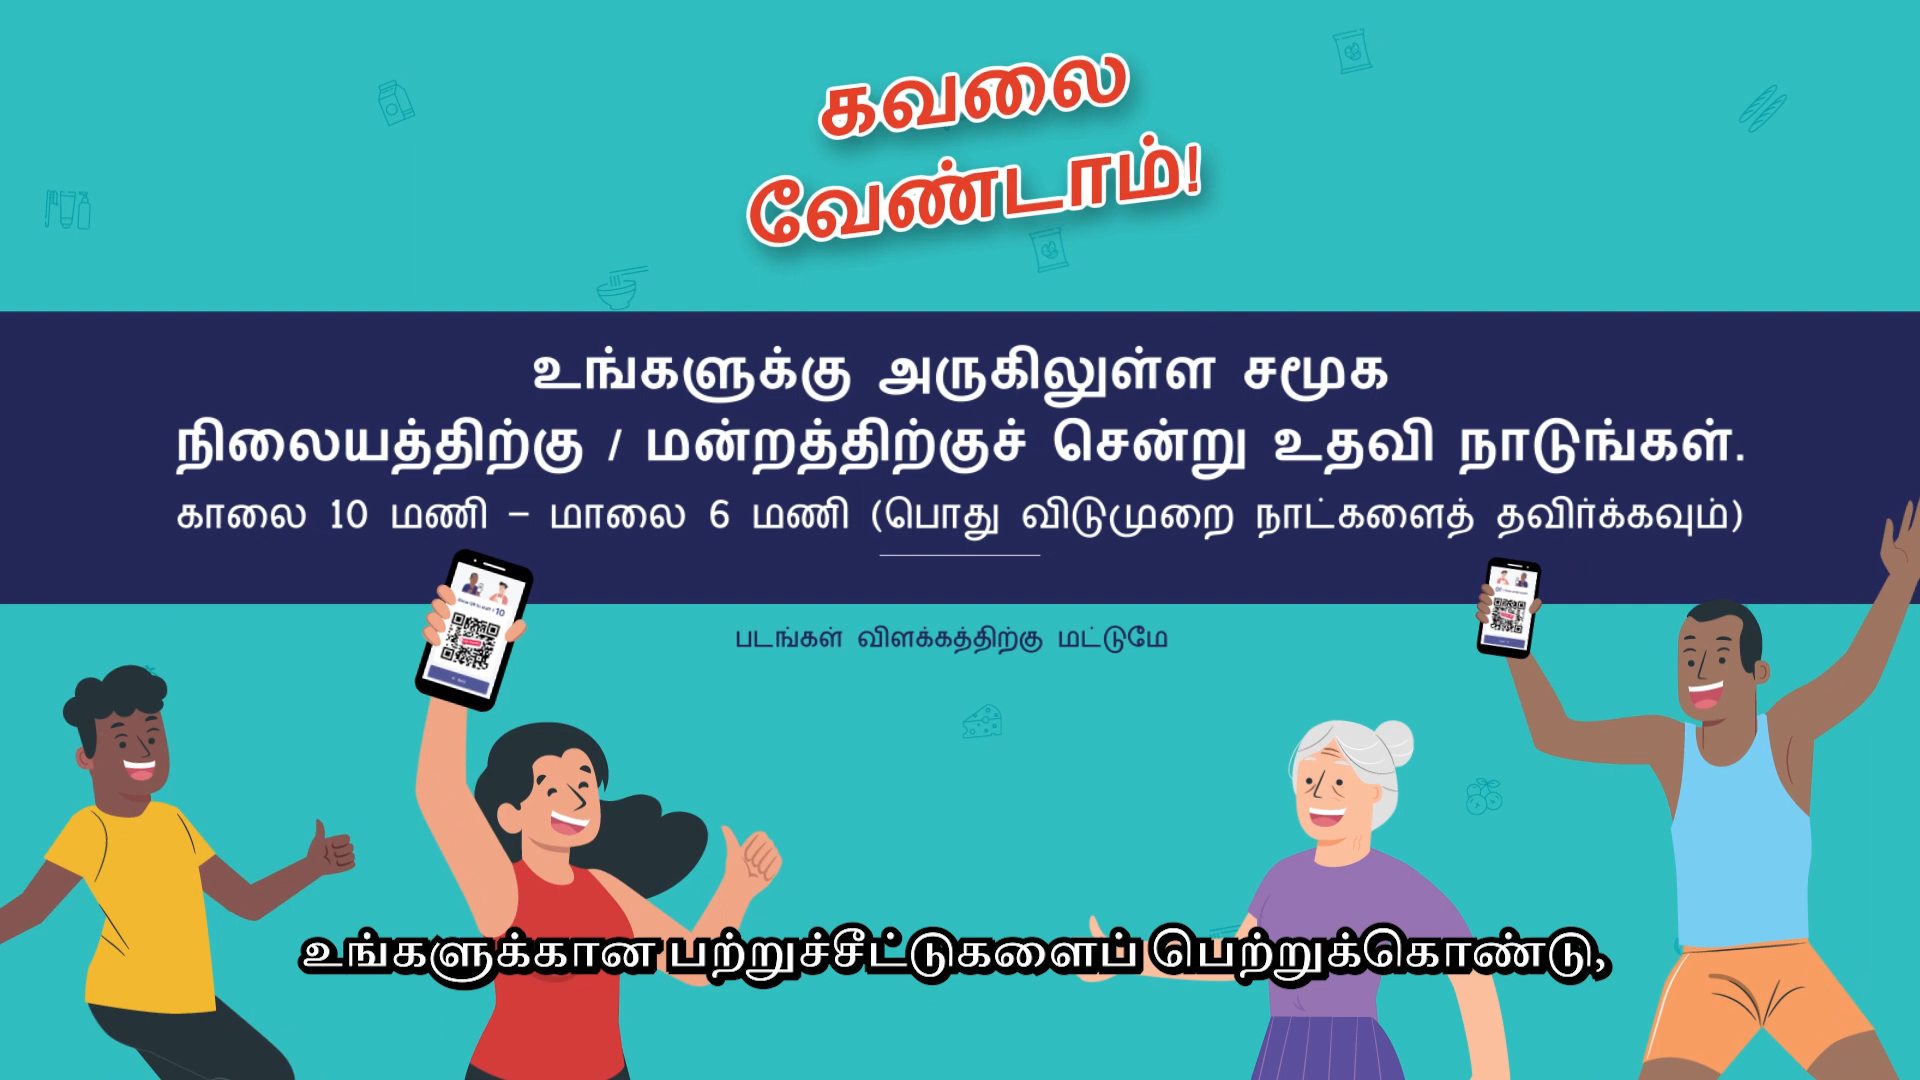 கவலை
வேண்டாம்!
உங்களுக்கு அருகிலுள்ள சமூக
நிலையத்திற்கு / மன்றத்திற்குச் சென்று உதவி நாடுங்கள்.
காலை 10 மணி – மாலை 6 மணி (பொது விடுமுறை நாட்களைத் தவிர்க்கவும்)
படங்கள் விளக்கத்திற்கு மட்டுமே
உங்களுக்கான பற்றுச்சீட்டுகளைப் பெற்றுக்கொண்டு,